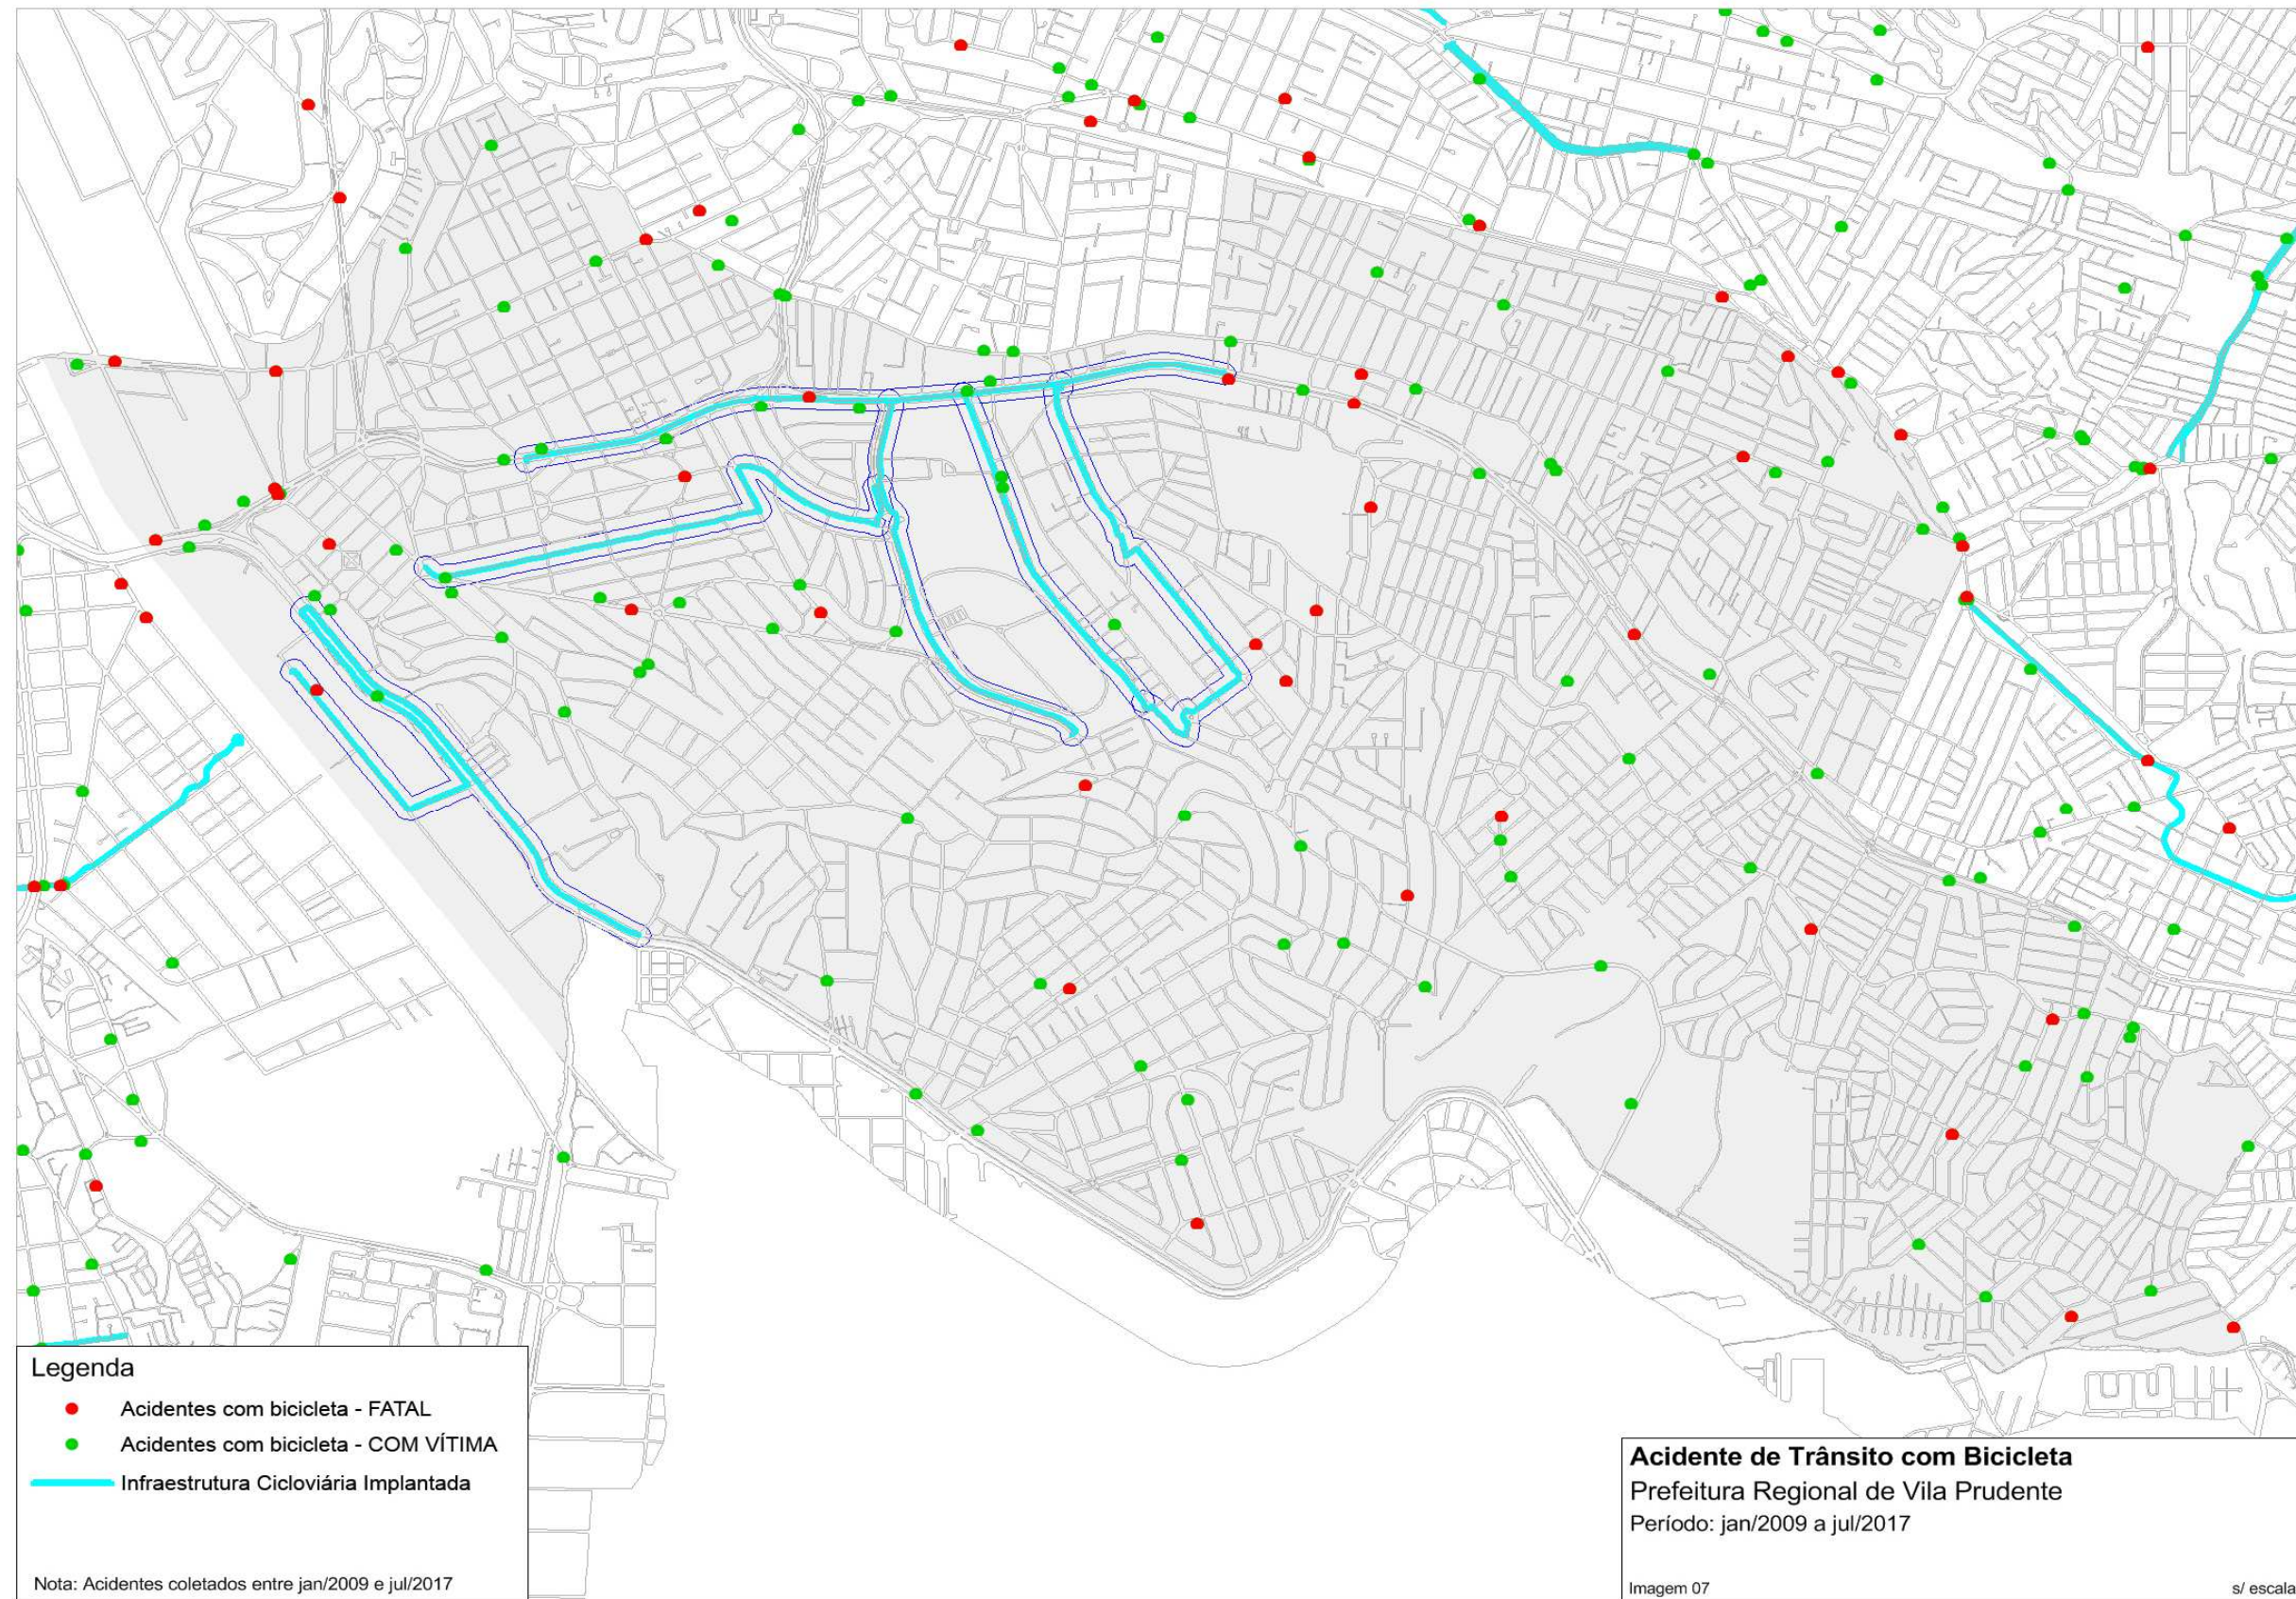 Legenda
Acidentes com bicicleta - FATAL
Acidentes com bicicleta - COM VÍTIMA
Infraestrutura Cicloviária Implantada
Nota: Acidentes coletados entre jan/2009 e jul/2017
Acidente de Trânsito com Bicicleta
Prefeitura Regional de Vila Prudente
Período: jan/2009 a jul/2017
Imagem 07
s/ escala